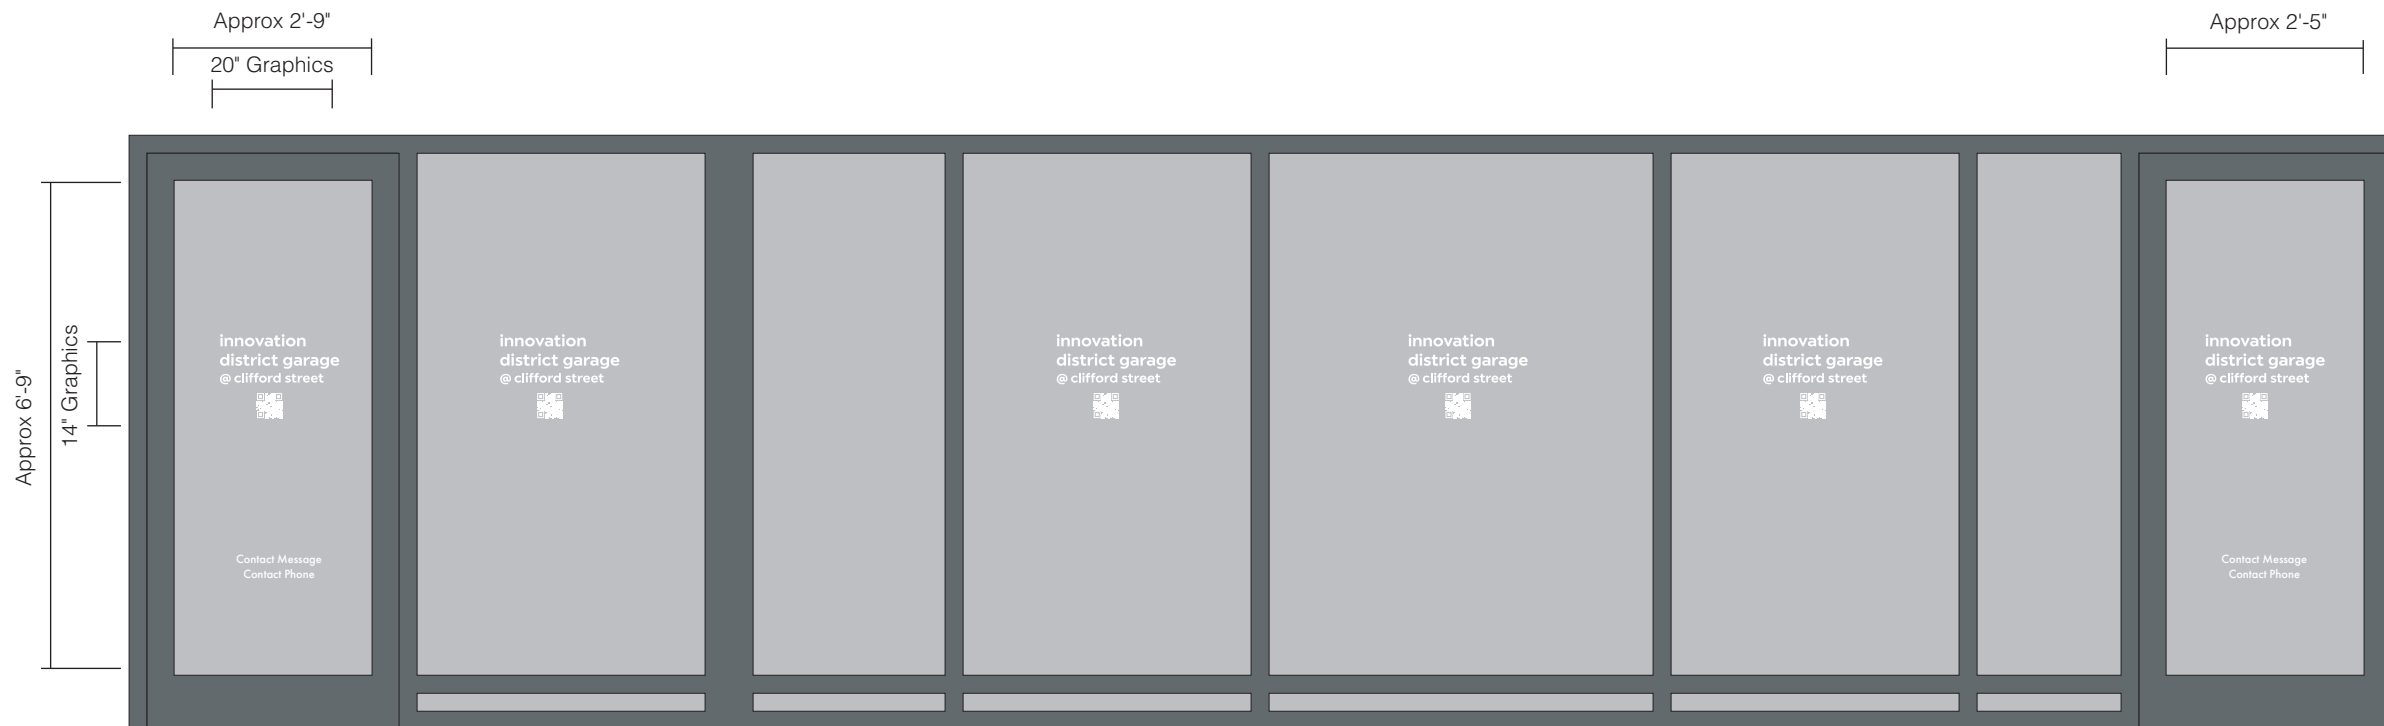 Approx 2'-9"
20" Graphics
Approx 2'-5"
Approx 6'-9"
14" Graphics
innovation
district garage
@ clifford street
innovation
district garage
@ clifford street
innovation
district garage
@ clifford street
innovation
district garage
@ clifford street
innovation
district garage
@ clifford street
innovation
district garage
@ clifford street
Contact Message
Contact Phone
Contact Message
Contact Phone